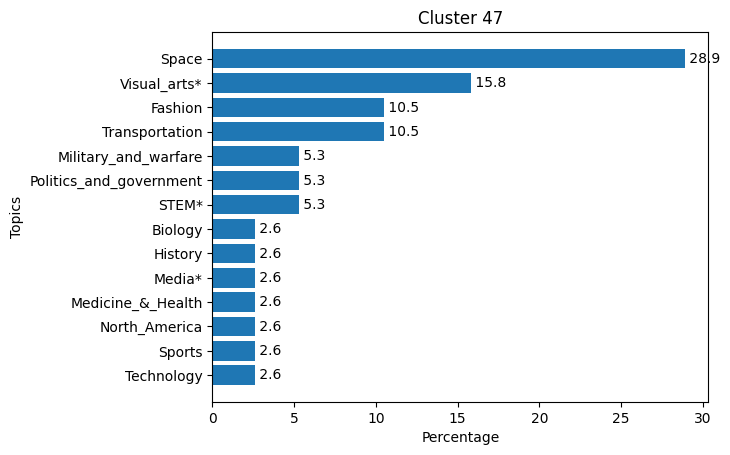 Cluster 47
Topics
Space 28.9
Visual_arts* 15.8
Fashion 10.5
Transportation 10.5
Military_and_warfare 5.3
Politics_and_government 5.3
STEM* 5.3
Biology 2.6
History 2.6
Media* 2.6
Medicine_&_Health 2.6
North_America 2.6
Sports 2.6
Technology 2.6
0 5 10 15 20 25 30
Percentage